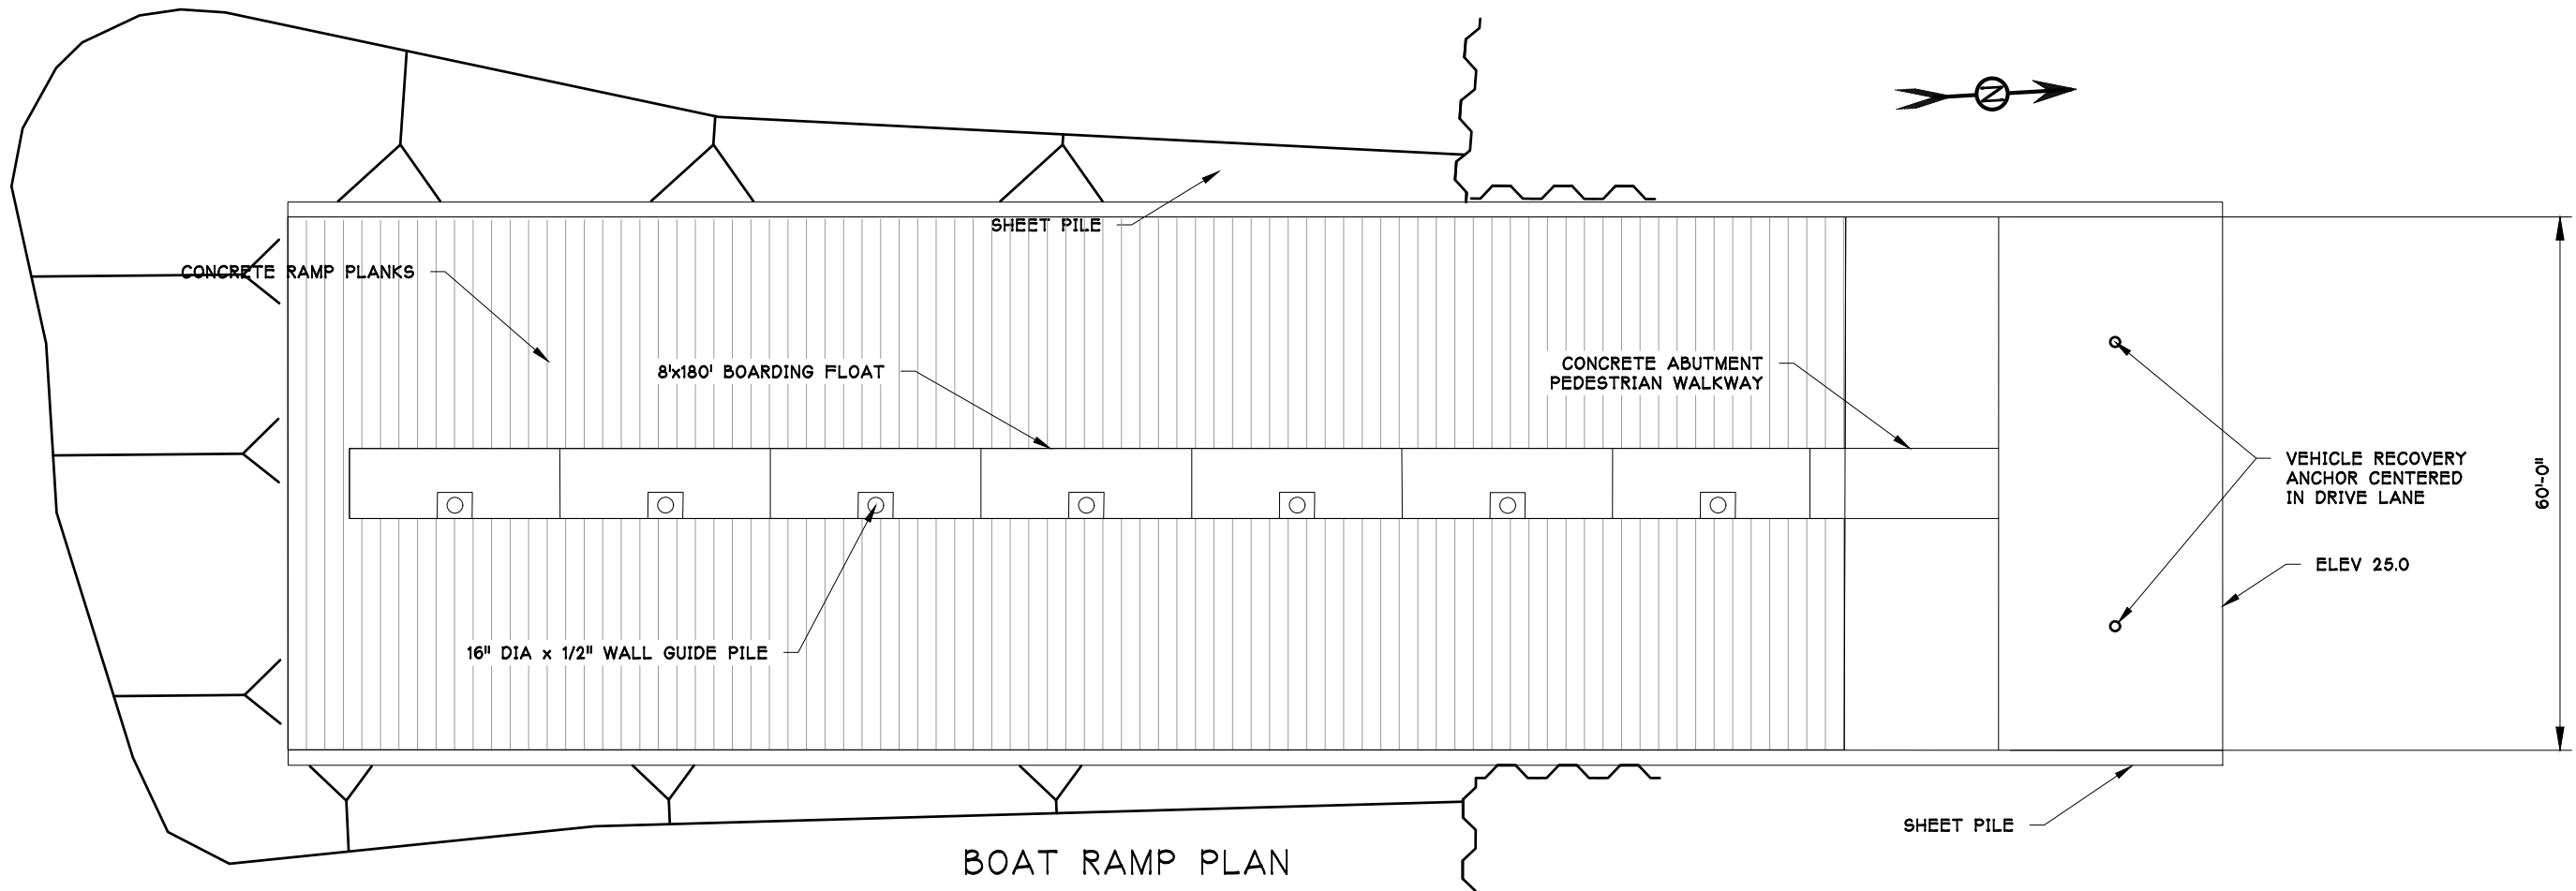 N
SHEET PILE
CONCRETE RAMP PLANKS
8'x180' BOARDING FLOAT
CONCRETE ABUTMENT
PEDESTRIAN WALKWAY
VEHICLE RECOVERY
ANCHOR CENTERED
IN DRIVE LANE
60'-0"
ELEV 25.0
16" DIA x 1/2" WALL GUIDE PILE
SHEET PILE
BOAT RAMP PLAN